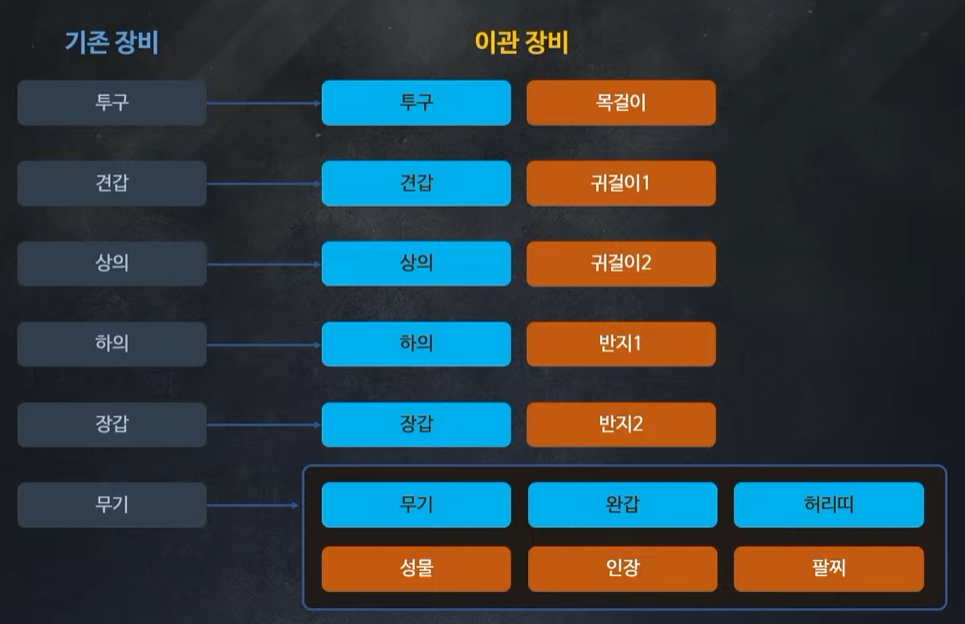 기존 장비 이관 장비
투구 투구 목걸이
견갑 견갑 귀걸이1
상의 상의 귀걸이2
하의 하의 반지1
장갑 장갑 반지2
무기 무기 완갑 허리띠
성물 인장 팔찌